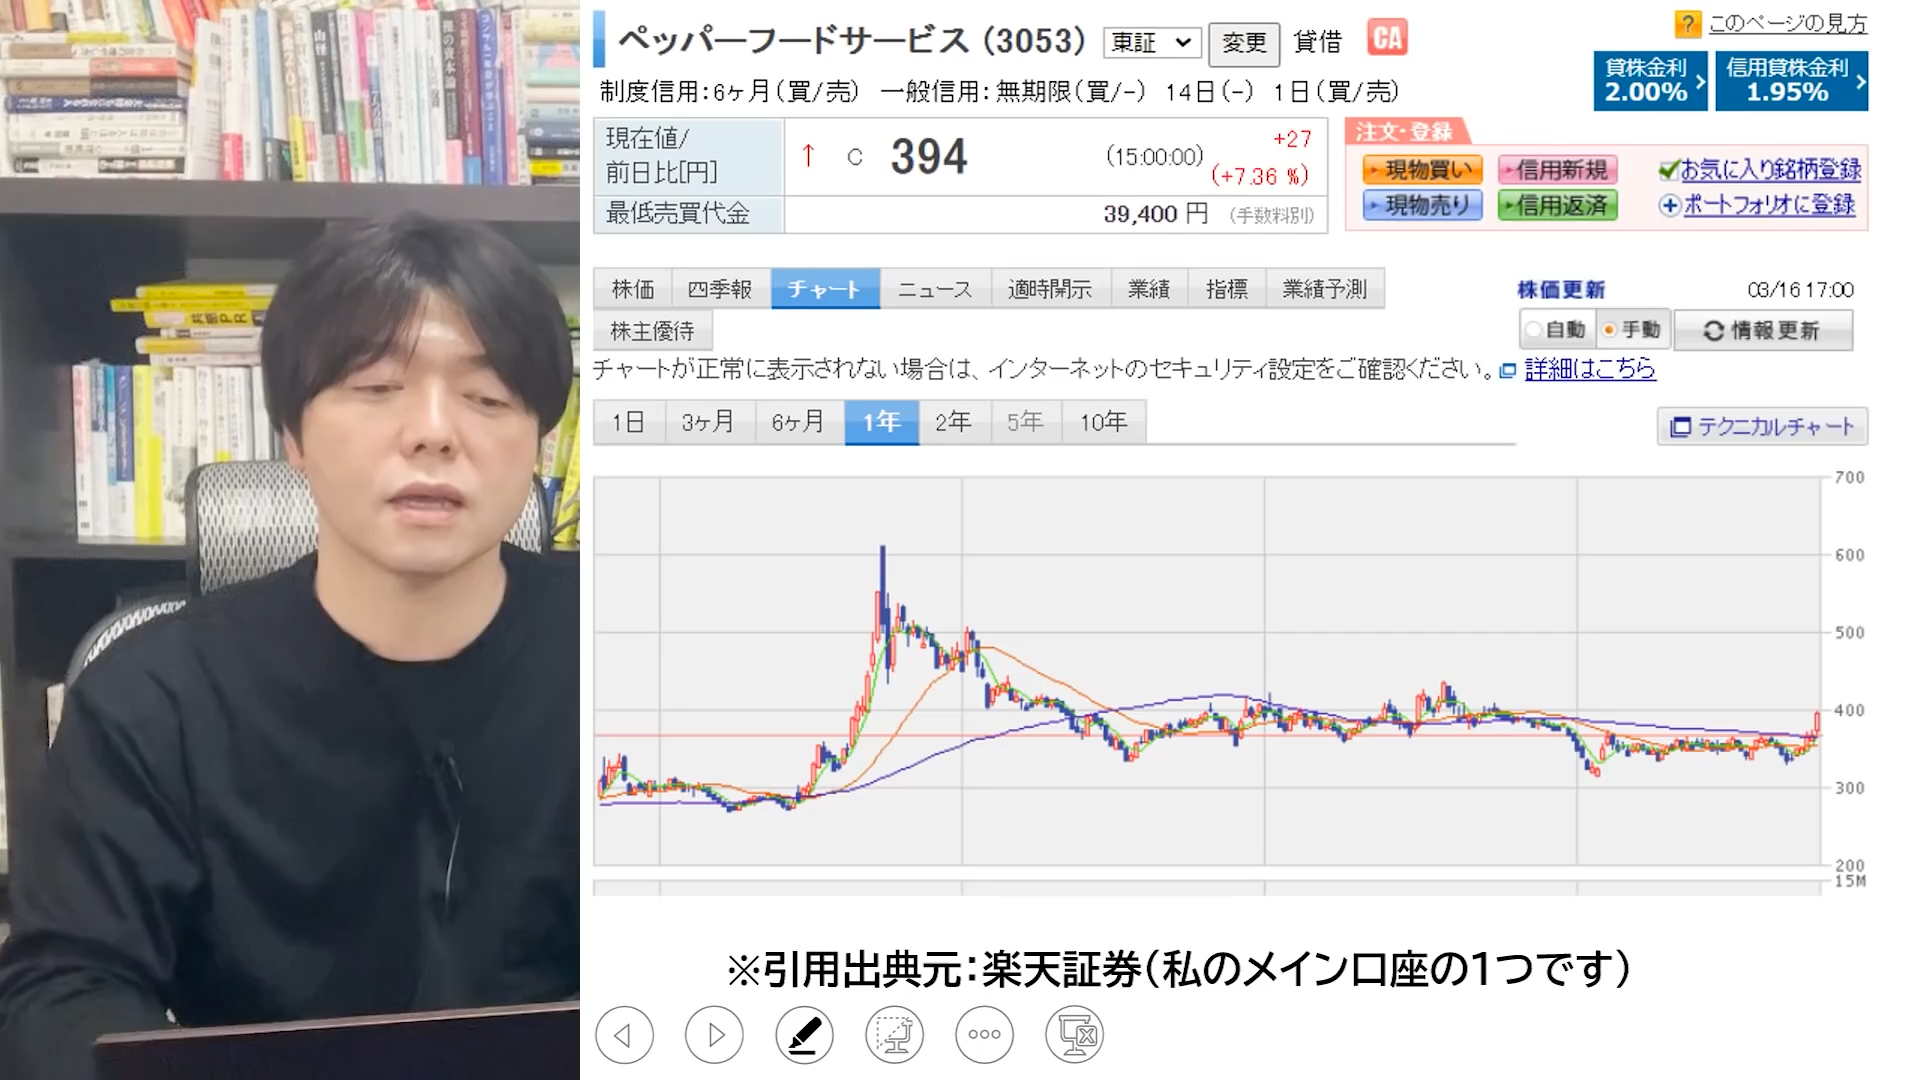 ペッパーフードサービス (3053) 東証 変更 貸借 CA
? このページの見方
制度信用:6ヶ月(買/売) 一般信用:無期限(買/-) 14日(-) 1日(買/売)
貸株金利 2.00%
信用貸株金利 1.95%
現在値/
前日比[円]
↑ C 394 (15:00:00) +27
(+7.36 %)
最低売買代金 39,400 円 (手数料別)
注文・登録
現物買い 信用新規 お気に入り銘柄登録
現物売り 信用返済 ポートフォリオに登録
株価 四季報 チャート ニュース 適時開示 業績 指標 業績予測
株主優待
株価更新 03/16 17:00
自動 手動 情報更新
チャートが正常に表示されない場合は、インターネットのセキュリティ設定をご確認ください。 詳細はこちら
1日 3ヶ月 6ヶ月 1年 2年 5年 10年
テクニカルチャート
700
600
500
400
300
200
15M
※引用出典元：楽天証券（私のメイン口座の1つです）